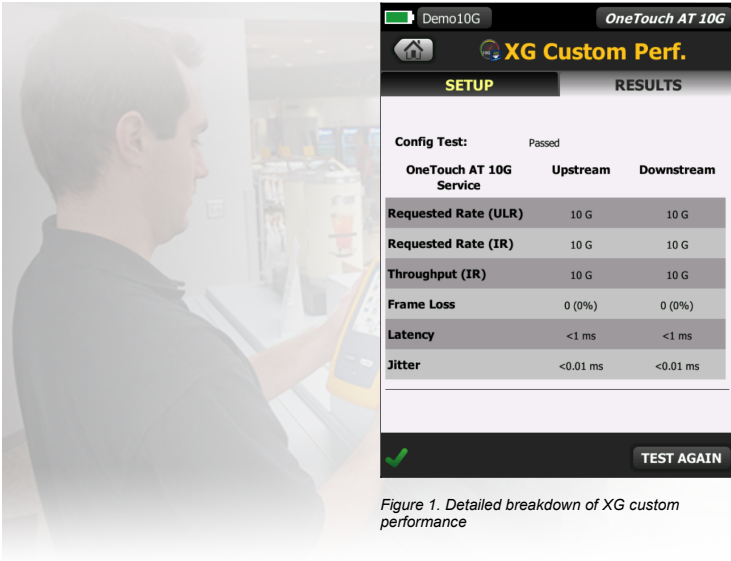 Demo10G OneTouch AT 10G
XG Custom Perf.
SETUP RESULTS
Config Test: Passed
OneTouch AT 10G Service Upstream Downstream
Requested Rate (ULR) 10 G 10 G
Requested Rate (IR) 10 G 10 G
Throughput (IR) 10 G 10 G
Frame Loss 0 (0%) 0 (0%)
Latency <1 ms <1 ms
Jitter <0.01 ms <0.01 ms
TEST AGAIN
Figure 1. Detailed breakdown of XG custom
performance